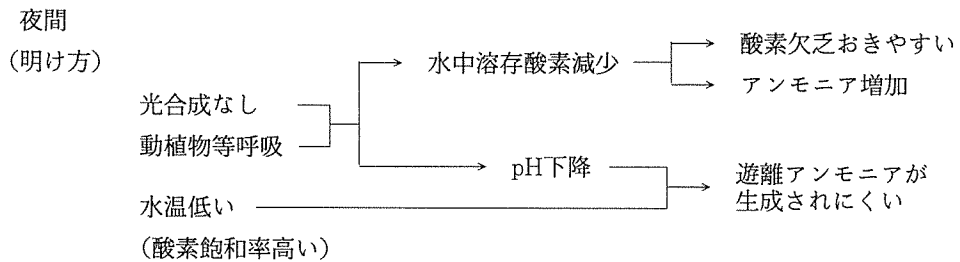 夜間
（明け方）
酸素欠乏おきやすい
水中溶存酸素減少
アンモニア増加
光合成なし
動植物等呼吸
pH下降
遊離アンモニアが
生成されにくい
水温低い
（酸素飽和率高い）